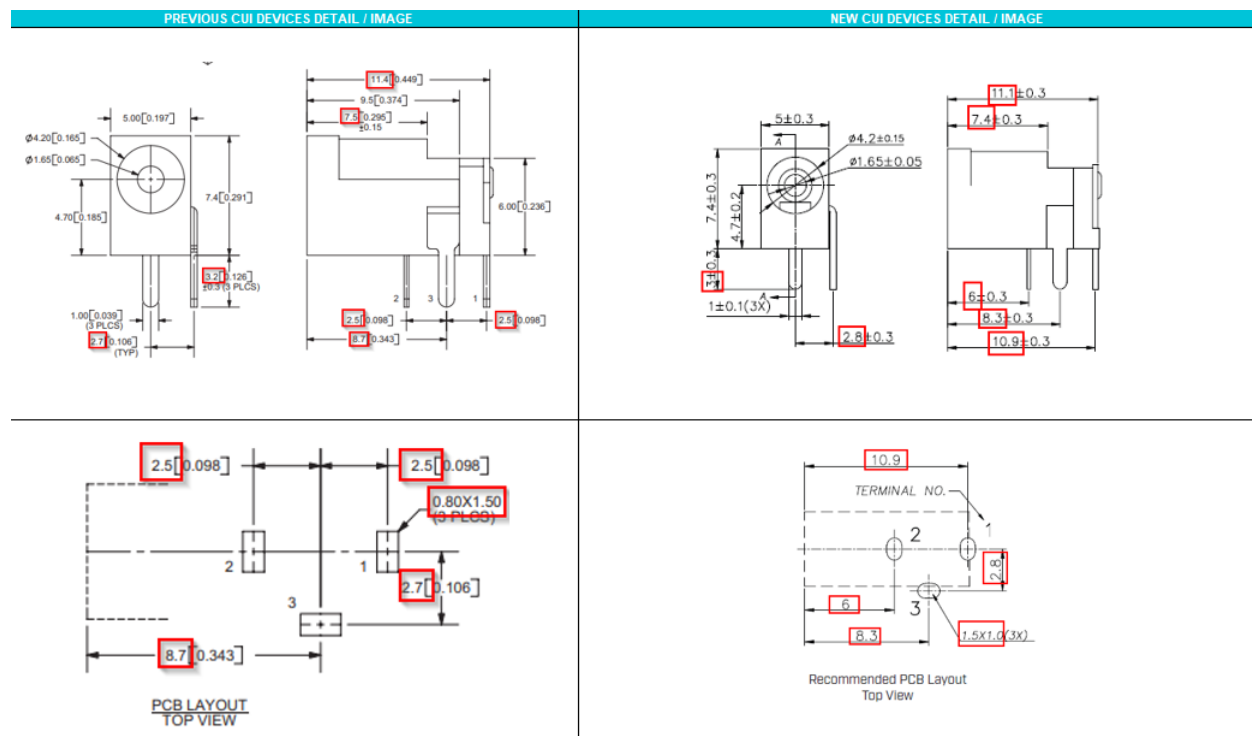 PREVIOUS CUI DEVICES DETAIL / IMAGE
NEW CUI DEVICES DETAIL / IMAGE
11.4[0.449]
9.5[0.374]
7.5[0.295]
±0.15
5.00[0.197]
Ø4.20[0.165]
Ø1.65[0.065]
4.70[0.185]
7.4[0.291]
6.00[0.236]
3.2[0.126]
±0.3 (3 PLCS)
1.00[0.039]
(3 PLCS)
2.7[0.106]
(TYP)
2
3
1
2.5[0.098]
2.5[0.098]
8.7[0.343]
11.1±0.3
7.4±0.3
5±0.3
A
Ø4.2±0.15
Ø1.65±0.05
7.4±0.3
4.7±0.2
3±0.3
A
1±0.1(3X)
2.8±0.3
6±0.3
8.3±0.3
10.9±0.3
2.5[0.098]
2.5[0.098]
0.80X1.50
(3 PLCS)
2
1
2.7[0.106]
3
8.7[0.343]
PCB LAYOUT
TOP VIEW
10.9
TERMINAL NO.
1
2
2.8
6
3
8.3
1.5X1.0(3X)
Recommended PCB Layout
Top View